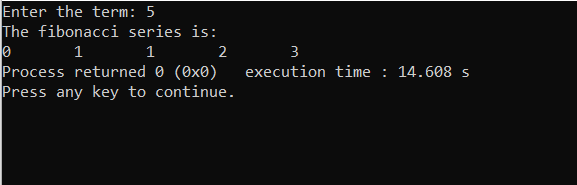 Enter the term: 5
The fibonacci series is:
0       1       1       2       3
Process returned 0 (0x0)   execution time : 14.608 s
Press any key to continue.